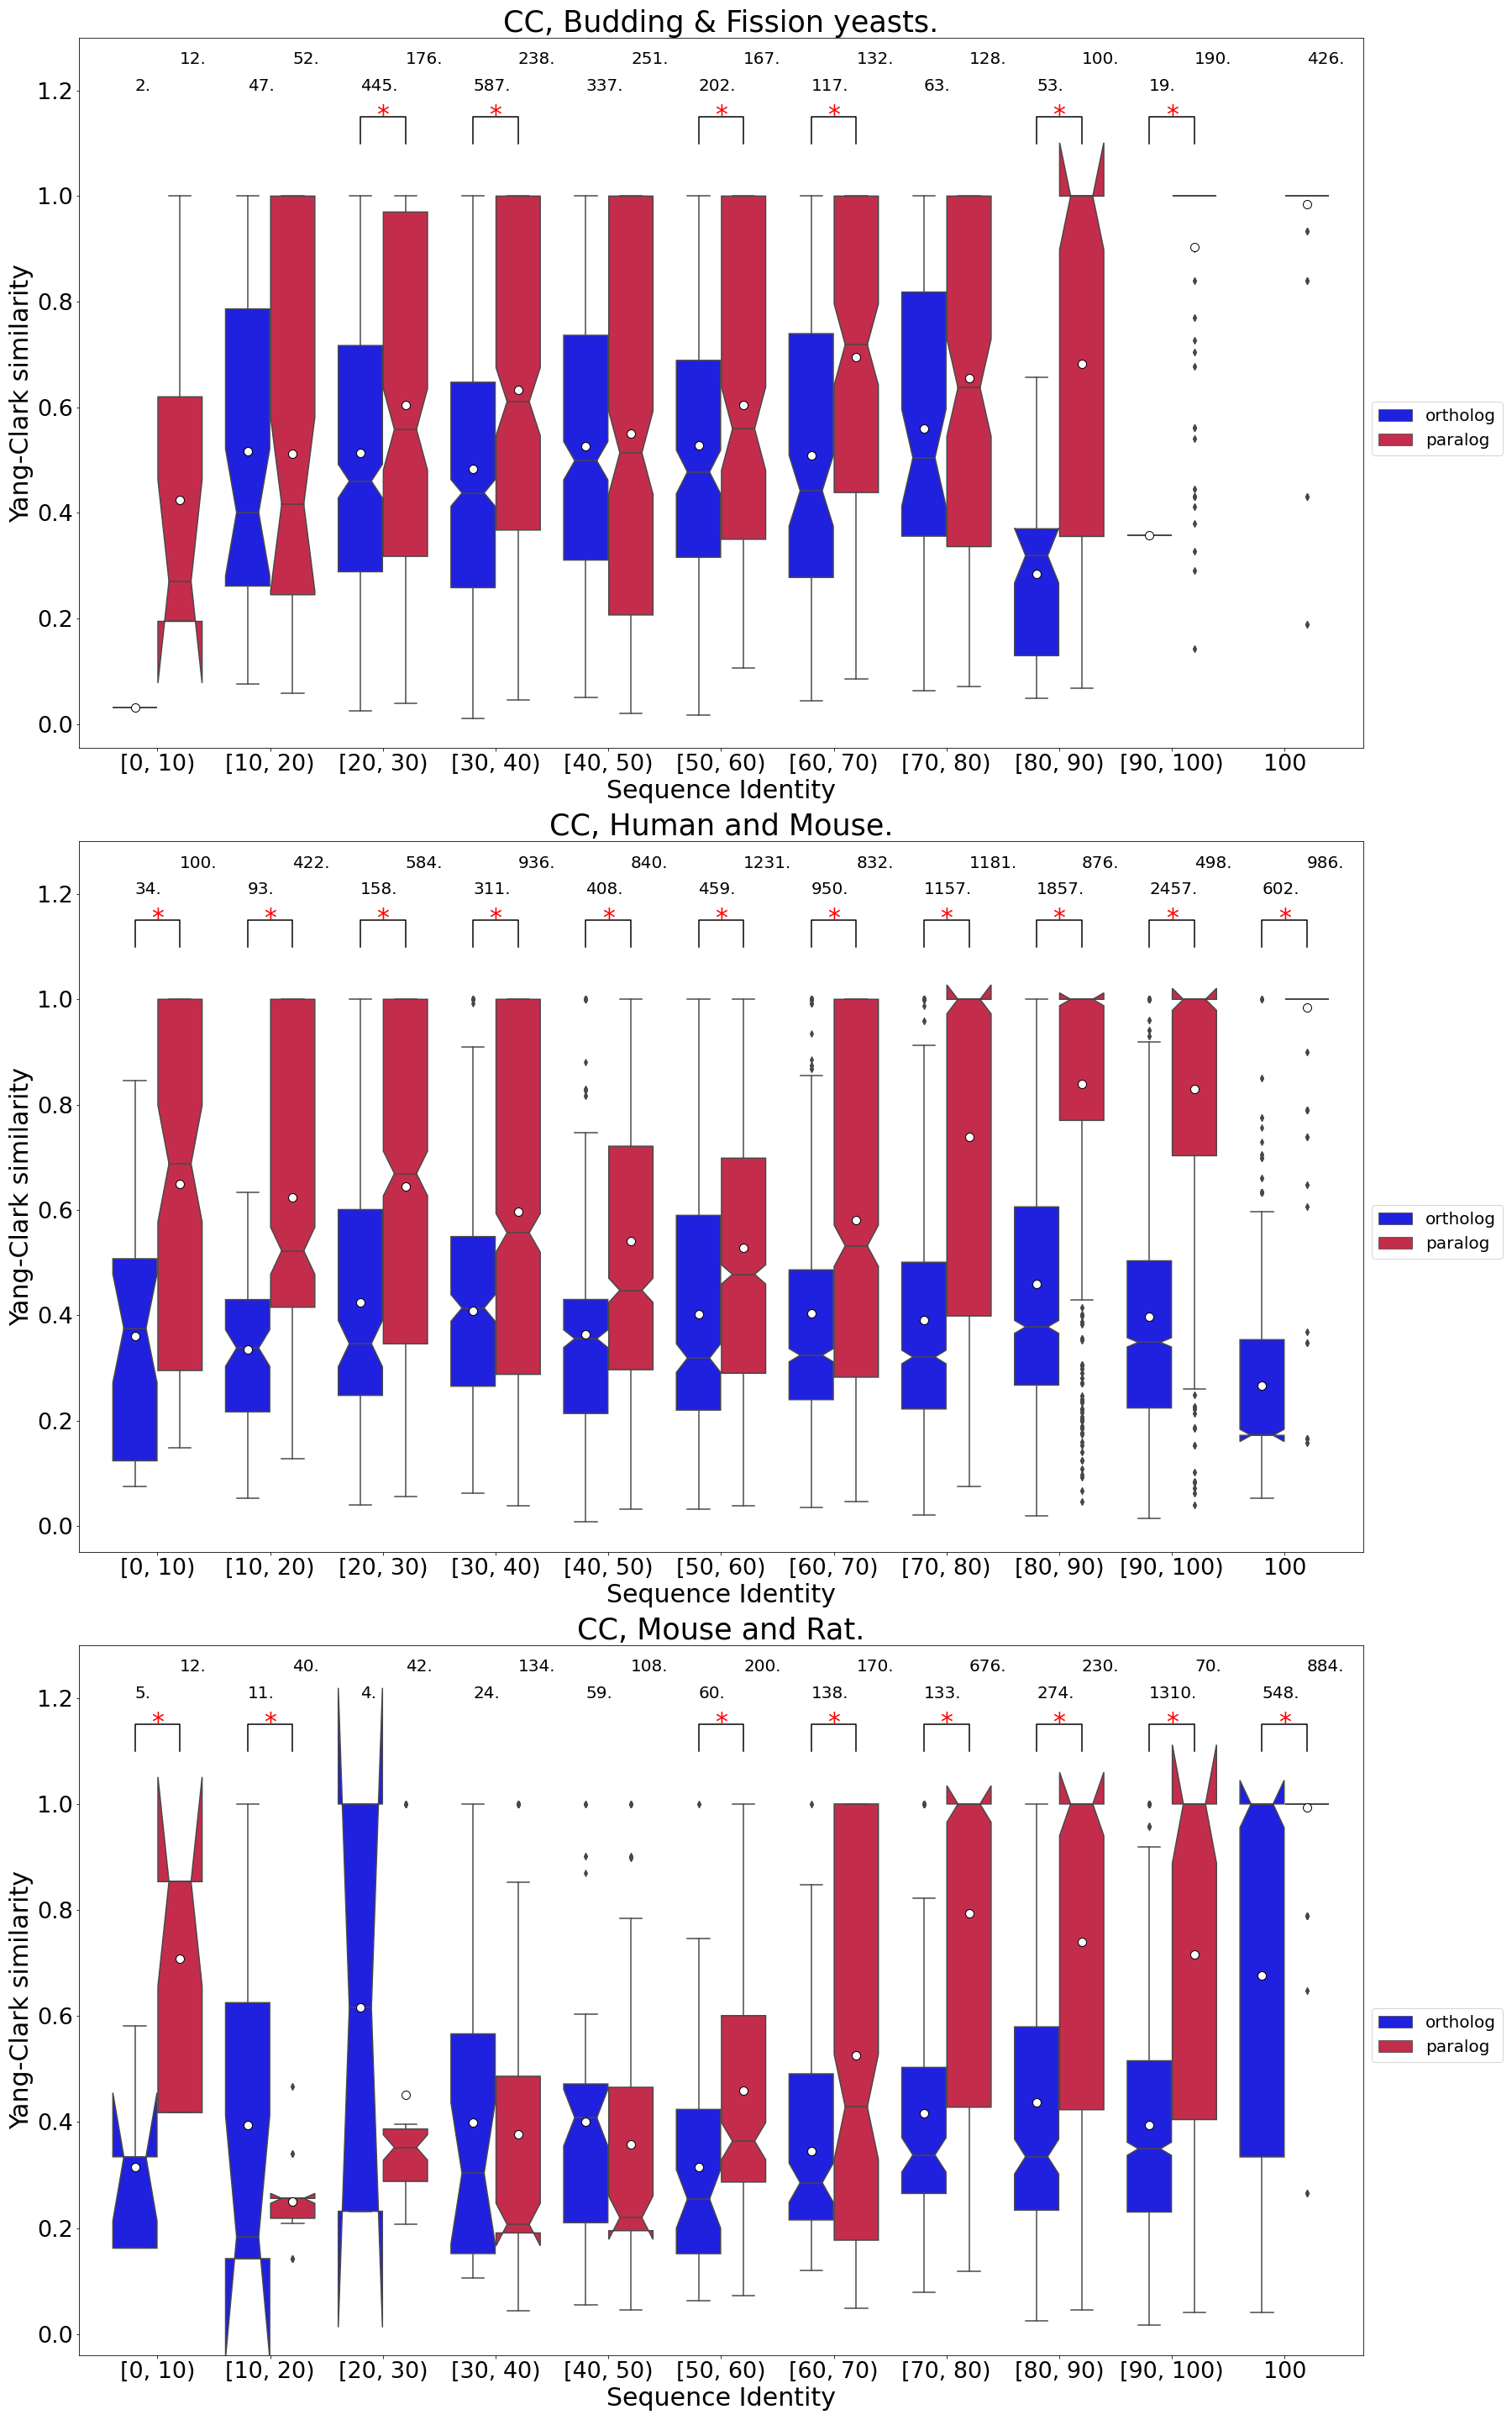 CC, Budding & Fission yeasts.
12. 52. 176. 238. 251. 167. 132. 128. 100. 190. 426.
2. 47. 445. 587. 337. 202. 117. 63. 53. 19.
* * * * * *
1.2
1.0
0.8
0.6
0.4
0.2
0.0
Yang-Clark similarity
ortholog
paralog
[0, 10) [10, 20) [20, 30) [30, 40) [40, 50) [50, 60) [60, 70) [70, 80) [80, 90) [90, 100) 100
Sequence Identity
CC, Human and Mouse.
100. 422. 584. 936. 840. 1231. 832. 1181. 876. 498. 986.
34. 93. 158. 311. 408. 459. 950. 1157. 1857. 2457. 602.
* * * * * * * * * * *
1.2
1.0
0.8
0.6
0.4
0.2
0.0
Yang-Clark similarity
ortholog
paralog
[0, 10) [10, 20) [20, 30) [30, 40) [40, 50) [50, 60) [60, 70) [70, 80) [80, 90) [90, 100) 100
Sequence Identity
CC, Mouse and Rat.
12. 40. 42. 134. 108. 200. 170. 676. 230. 70. 884.
5. 11. 4. 24. 59. 60. 138. 133. 274. 1310. 548.
* * * * * * * *
1.2
1.0
0.8
0.6
0.4
0.2
0.0
Yang-Clark similarity
ortholog
paralog
[0, 10) [10, 20) [20, 30) [30, 40) [40, 50) [50, 60) [60, 70) [70, 80) [80, 90) [90, 100) 100
Sequence Identity